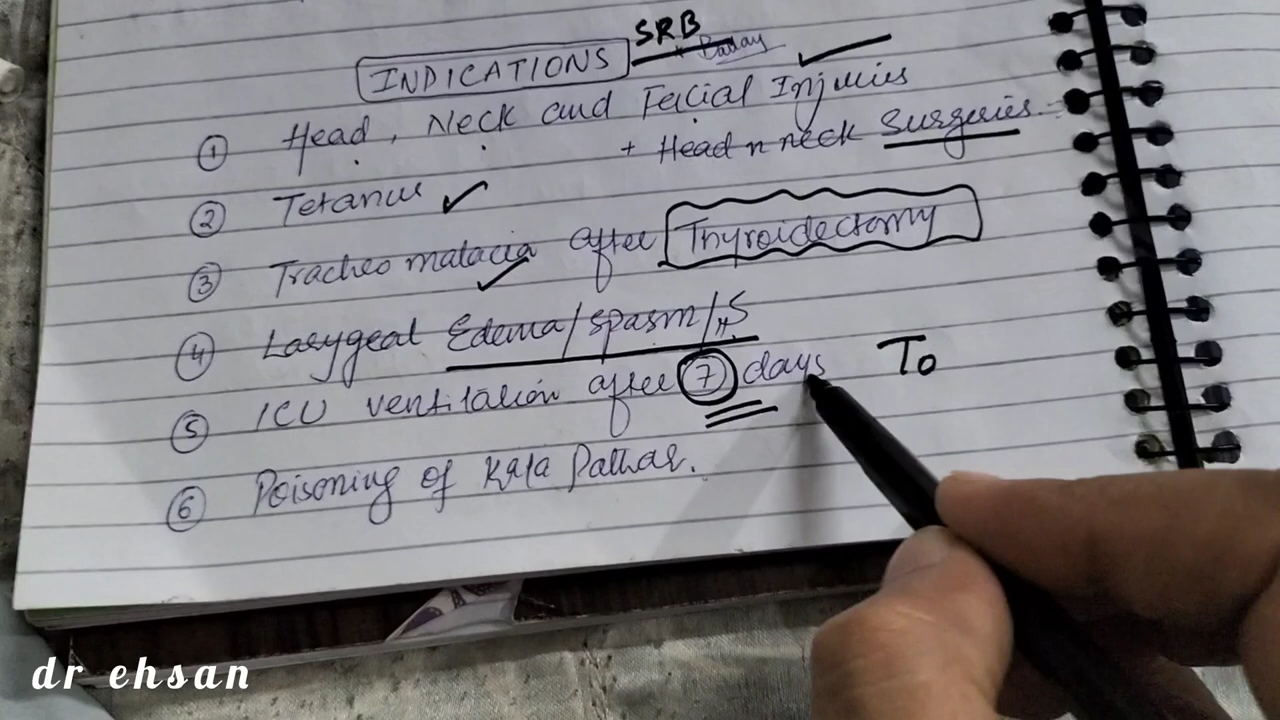 SRB
INDICATIONS
① Head, Neck and Facial Injuries
+ Head n neck Surgeries.
② Tetanus
③ Tracheomalacia after Thyroidectomy
④ Larygeal Edema/spasm/
⑤ ICU ventilation after 7 days To
⑥ Poisoning of Kala Pathar.
dr ehsan